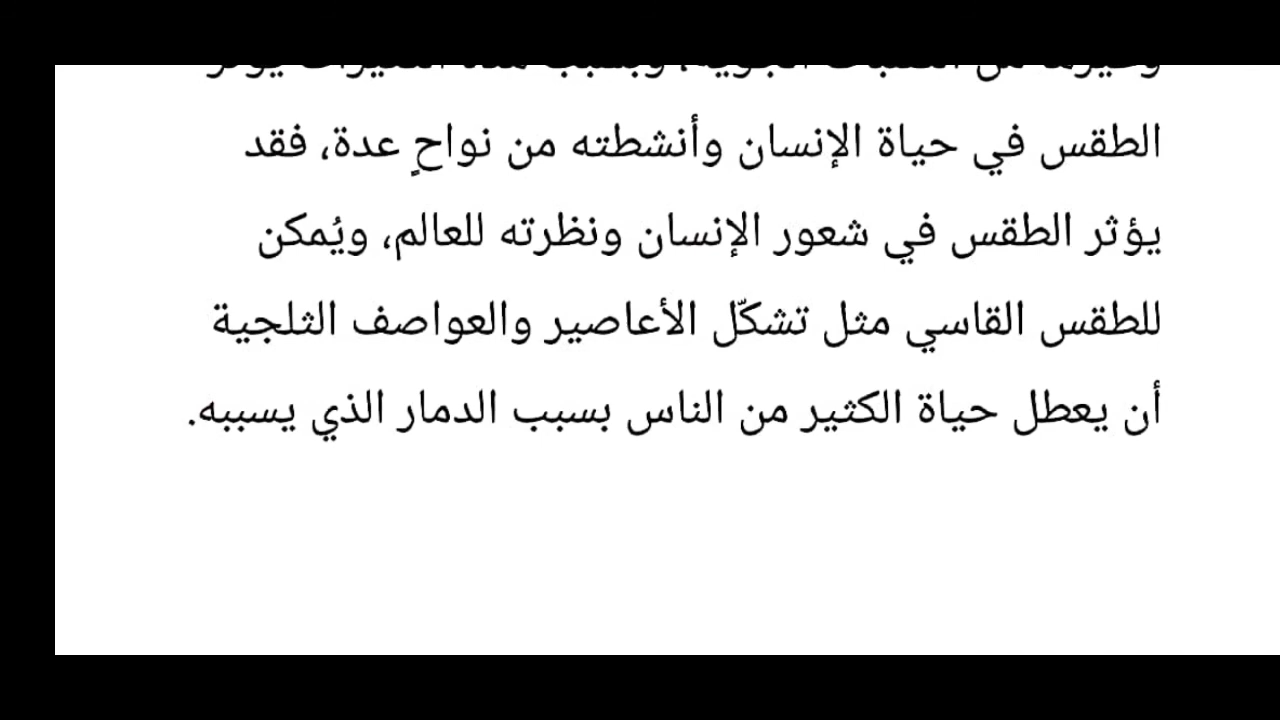 الطقس في حياة الإنسان وأنشطته من نواحٍ عدة، فقد
يؤثر الطقس في شعور الإنسان ونظرته للعالم، ويُمكن
للطقس القاسي مثل تشكّل الأعاصير والعواصف الثلجية
أن يعطل حياة الكثير من الناس بسبب الدمار الذي يسببه.